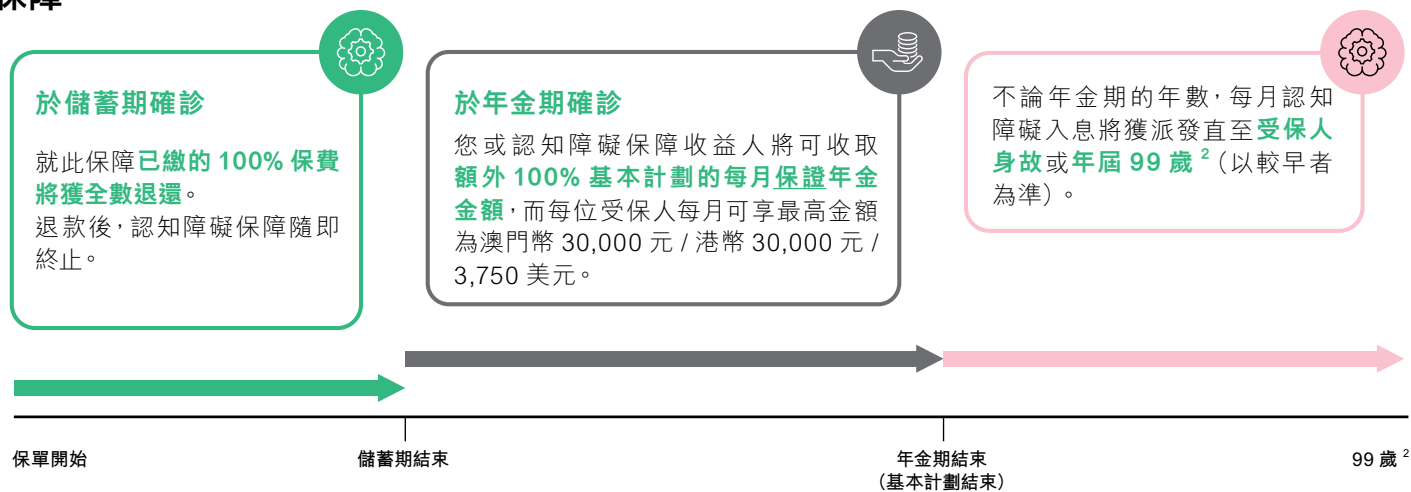 保障
於儲蓄期確診
就此保障已繳的 100% 保費
將獲全數退還。
退款後，認知障礙保障隨即
終止。
於年金期確診
您或認知障礙保障收益人將可收取
額外 100% 基本計劃的每月保證年金
金額，而每位受保人每月可享最高金額
為澳門幣 30,000 元 / 港幣 30,000 元 /
3,750 美元。
不論年金期的年數，每月認知
障礙入息將獲派發直至受保人
身故或年屆 99 歲 2（以較早者
為準）。
保單開始
儲蓄期結束
年金期結束
（基本計劃結束）
99 歲 2